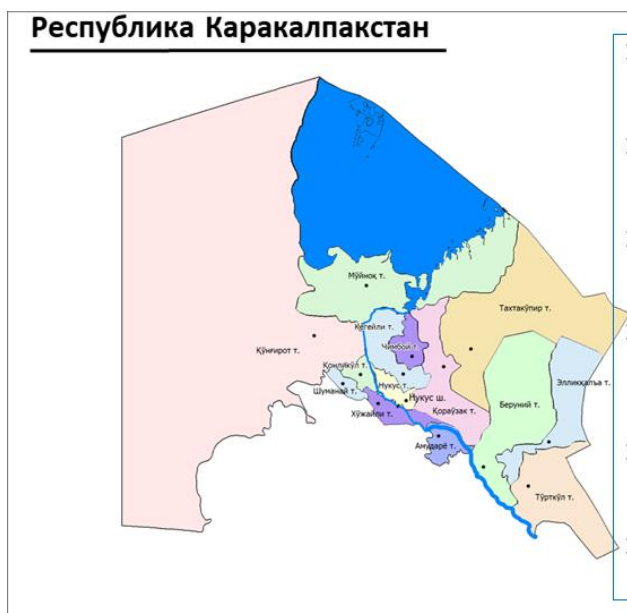 Республика Каракалпакстан
Мўйноқ т.
Тахтакўпир т.
Кегейли т.
Қўнғирот т.
Чимбой т.
Қонликўл т.
Элликқалъа т.
Шуманай т.
Нукус т.
Нукус ш.
Беруний т.
Хўжайли т.
Қораўзак т.
Амударё т.
Тўрткўл т.